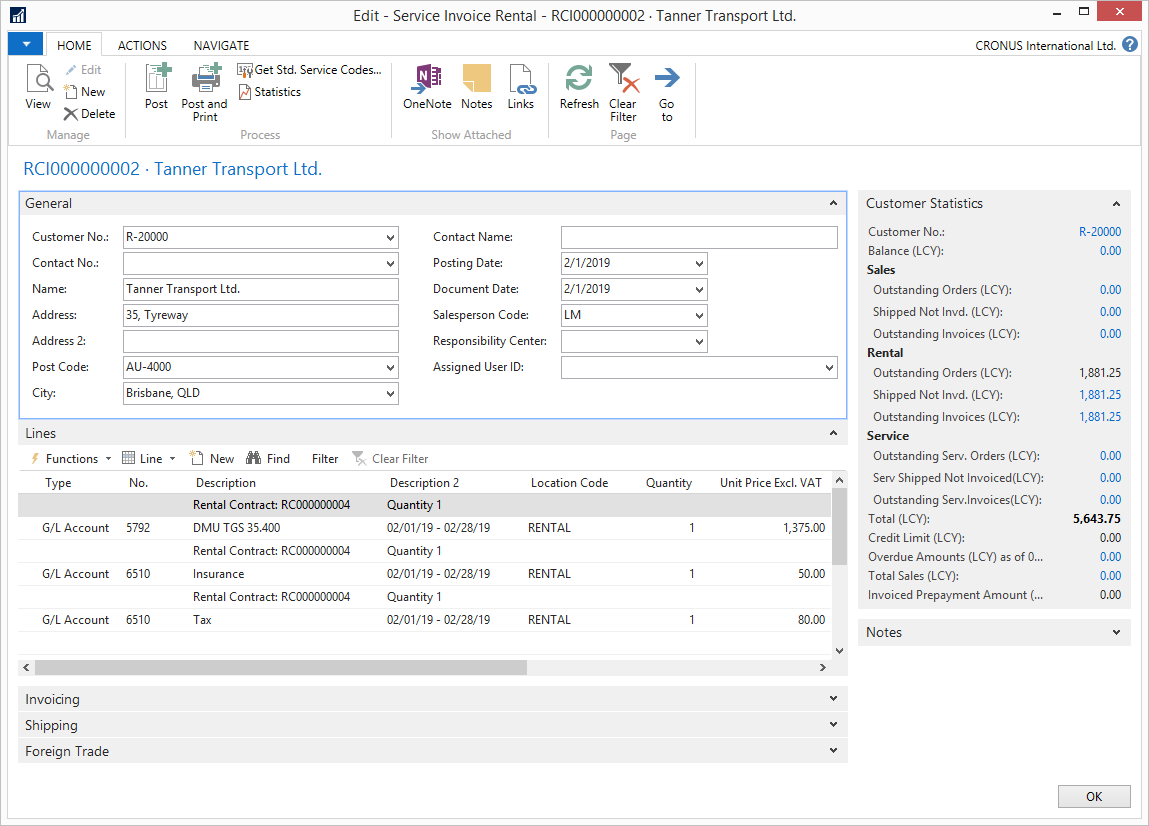 Edit - Service Invoice Rental - RCI000000002 · Tanner Transport Ltd.
HOME ACTIONS NAVIGATE
CRONUS International Ltd.
View
Edit
New
Delete
Manage
Post
Post and Print
Get Std. Service Codes...
Statistics
Process
OneNote
Notes
Links
Show Attached
Refresh
Clear Filter
Go to
Page
RCI000000002 · Tanner Transport Ltd.
General
Customer No.: R-20000
Contact No.:
Name: Tanner Transport Ltd.
Address: 35, Tyreway
Address 2:
Post Code: AU-4000
City: Brisbane, QLD
Contact Name:
Posting Date: 2/1/2019
Document Date: 2/1/2019
Salesperson Code: LM
Responsibility Center:
Assigned User ID:
Lines
Functions Line New Find Filter Clear Filter
Type No. Description Description 2 Location Code Quantity Unit Price Excl. VAT
Rental Contract: RC000000004 Quantity 1
G/L Account 5792 DMU TGS 35.400 02/01/19 - 02/28/19 RENTAL 1 1,375.00
Rental Contract: RC000000004 Quantity 1
G/L Account 6510 Insurance 02/01/19 - 02/28/19 RENTAL 1 50.00
Rental Contract: RC000000004 Quantity 1
G/L Account 6510 Tax 02/01/19 - 02/28/19 RENTAL 1 80.00
Invoicing
Shipping
Foreign Trade
Customer Statistics
Customer No.: R-20000
Balance (LCY): 0.00
Sales
Outstanding Orders (LCY): 0.00
Shipped Not Invd. (LCY): 0.00
Outstanding Invoices (LCY): 0.00
Rental
Outstanding Orders (LCY): 1,881.25
Shipped Not Invd. (LCY): 1,881.25
Outstanding Invoices (LCY): 1,881.25
Service
Outstanding Serv. Orders (LCY): 0.00
Serv Shipped Not Invoiced(LCY): 0.00
Outstanding Serv.Invoices(LCY): 0.00
Total (LCY): 5,643.75
Credit Limit (LCY): 0.00
Overdue Amounts (LCY) as of 0... 0.00
Total Sales (LCY): 0.00
Invoiced Prepayment Amount (... 0.00
Notes
OK